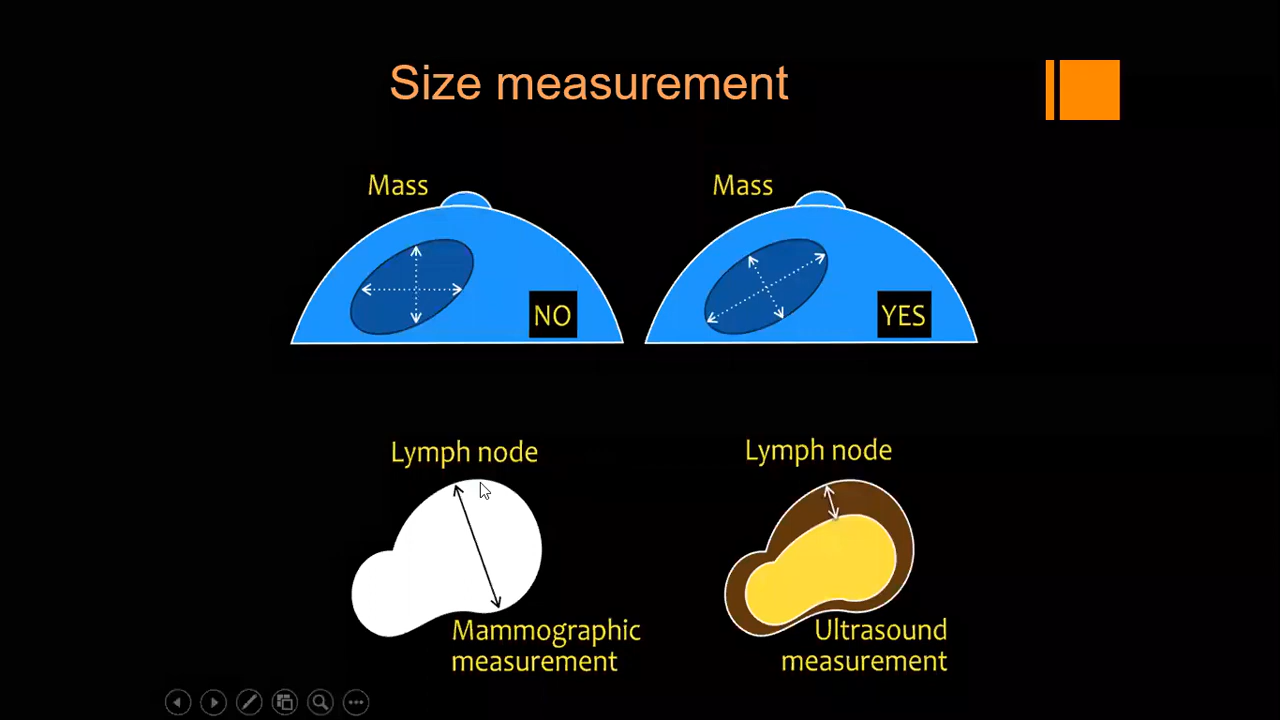 Size measurement
Mass
Mass
NO
YES
Lymph node
Lymph node
Mammographic
measurement
Ultrasound
measurement